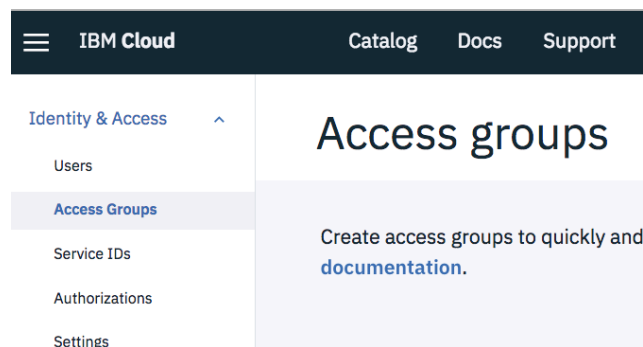 IBM Cloud Catalog Docs Support
Identity & Access
Users
Access Groups
Service IDs
Authorizations
Settings
Access groups
Create access groups to quickly and
documentation.